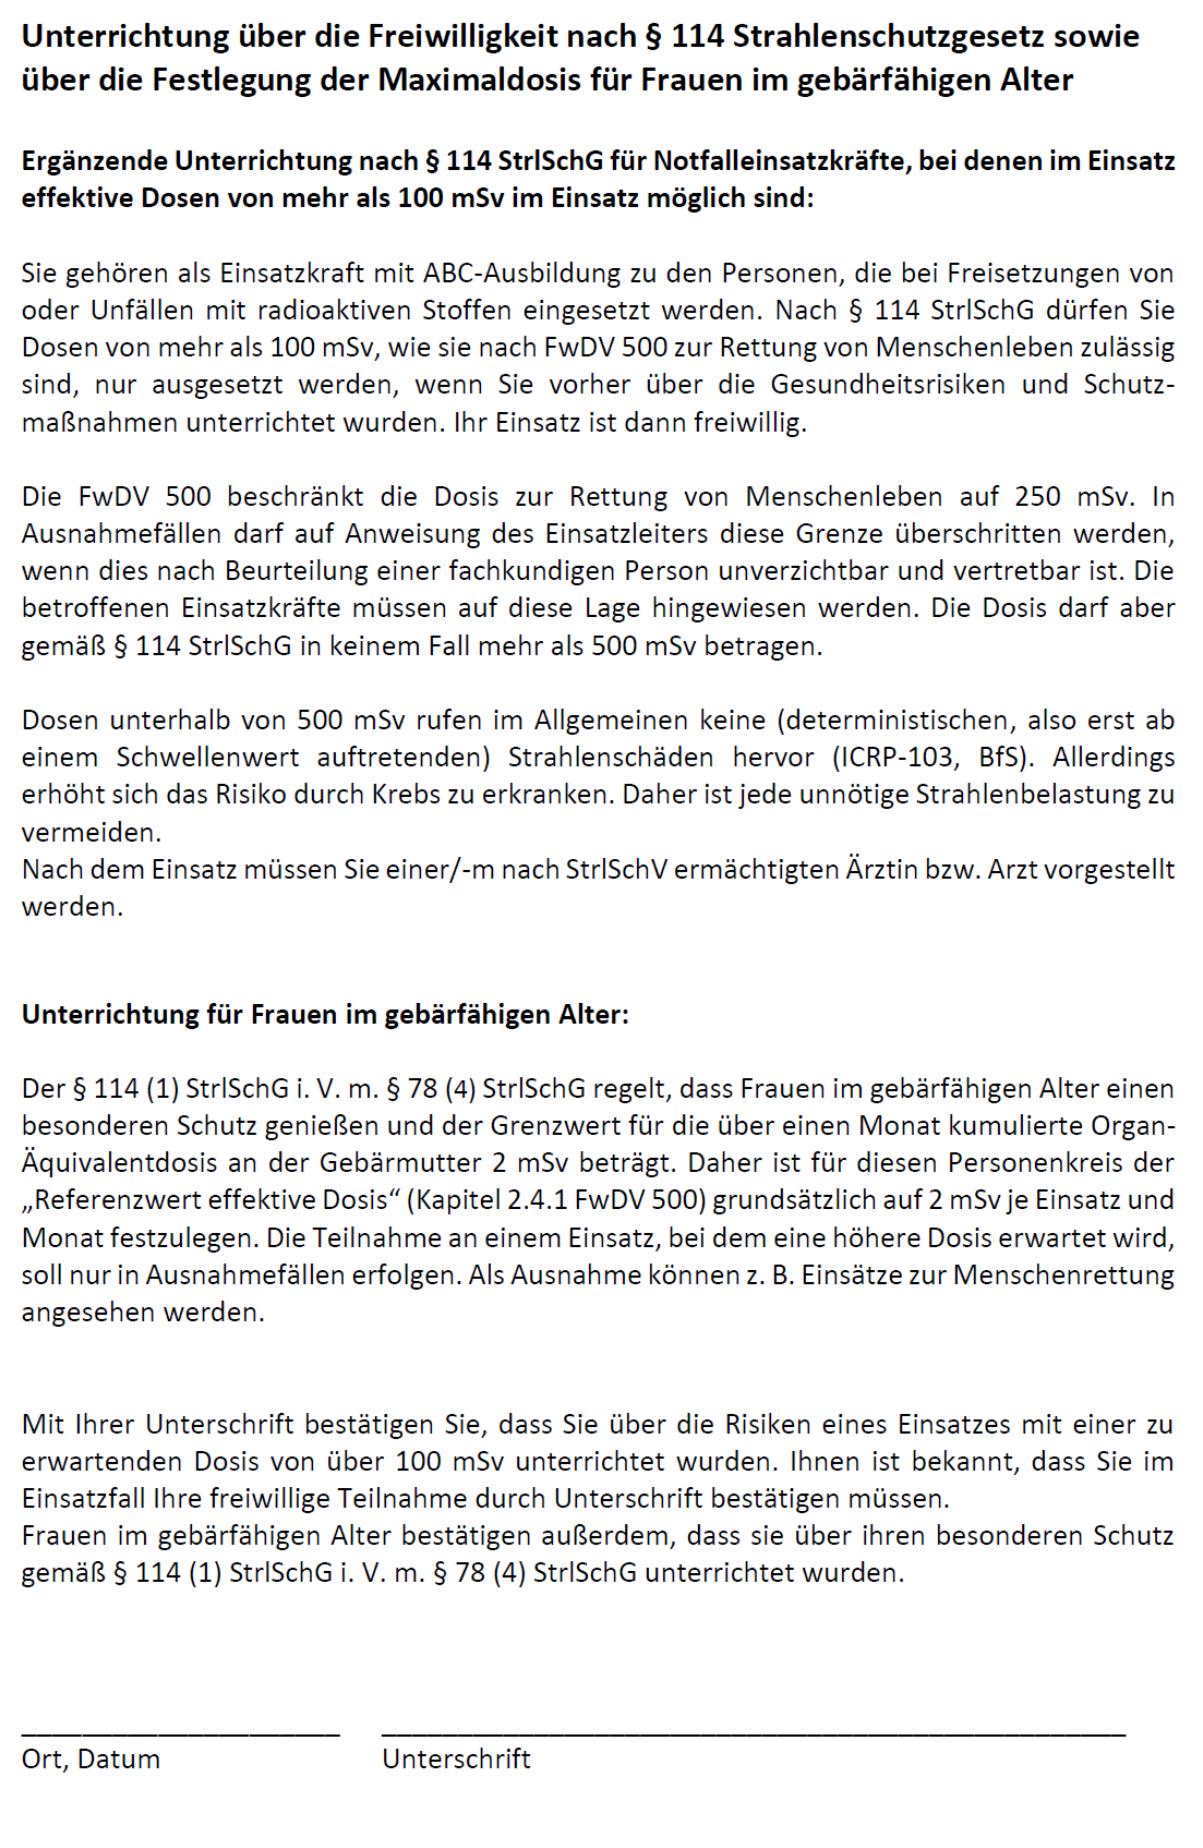 Unterrichtung über die Freiwilligkeit nach § 114 Strahlenschutzgesetz sowie
über die Festlegung der Maximaldosis für Frauen im gebärfähigen Alter
Ergänzende Unterrichtung nach § 114 StrlSchG für Notfalleinsatzkräfte, bei denen im Einsatz
effektive Dosen von mehr als 100 mSv im Einsatz möglich sind:
Sie gehören als Einsatzkraft mit ABC-Ausbildung zu den Personen, die bei Freisetzungen von
oder Unfällen mit radioaktiven Stoffen eingesetzt werden. Nach § 114 StrlSchG dürfen Sie
Dosen von mehr als 100 mSv, wie sie nach FwDV 500 zur Rettung von Menschenleben zulässig
sind, nur ausgesetzt werden, wenn Sie vorher über die Gesundheitsrisiken und Schutz-
maßnahmen unterrichtet wurden. Ihr Einsatz ist dann freiwillig.
Die FwDV 500 beschränkt die Dosis zur Rettung von Menschenleben auf 250 mSv. In
Ausnahmefällen darf auf Anweisung des Einsatzleiters diese Grenze überschritten werden,
wenn dies nach Beurteilung einer fachkundigen Person unverzichtbar und vertretbar ist. Die
betroffenen Einsatzkräfte müssen auf diese Lage hingewiesen werden. Die Dosis darf aber
gemäß § 114 StrlSchG in keinem Fall mehr als 500 mSv betragen.
Dosen unterhalb von 500 mSv rufen im Allgemeinen keine (deterministischen, also erst ab
einem Schwellenwert auftretenden) Strahlenschäden hervor (ICRP-103, BfS). Allerdings
erhöht sich das Risiko durch Krebs zu erkranken. Daher ist jede unnötige Strahlenbelastung zu
vermeiden.
Nach dem Einsatz müssen Sie einer/-m nach StrlSchV ermächtigten Ärztin bzw. Arzt vorgestellt
werden.
Unterrichtung für Frauen im gebärfähigen Alter:
Der § 114 (1) StrlSchG i. V. m. § 78 (4) StrlSchG regelt, dass Frauen im gebärfähigen Alter einen
besonderen Schutz genießen und der Grenzwert für die über einen Monat kumulierte Organ-
Äquivalentdosis an der Gebärmutter 2 mSv beträgt. Daher ist für diesen Personenkreis der
„Referenzwert effektive Dosis“ (Kapitel 2.4.1 FwDV 500) grundsätzlich auf 2 mSv je Einsatz und
Monat festzulegen. Die Teilnahme an einem Einsatz, bei dem eine höhere Dosis erwartet wird,
soll nur in Ausnahmefällen erfolgen. Als Ausnahme können z. B. Einsätze zur Menschenrettung
angesehen werden.
Mit Ihrer Unterschrift bestätigen Sie, dass Sie über die Risiken eines Einsatzes mit einer zu
erwartenden Dosis von über 100 mSv unterrichtet wurden. Ihnen ist bekannt, dass Sie im
Einsatzfall Ihre freiwillige Teilnahme durch Unterschrift bestätigen müssen.
Frauen im gebärfähigen Alter bestätigen außerdem, dass sie über ihren besonderen Schutz
gemäß § 114 (1) StrlSchG i. V. m. § 78 (4) StrlSchG unterrichtet wurden.
Ort, Datum Unterschrift